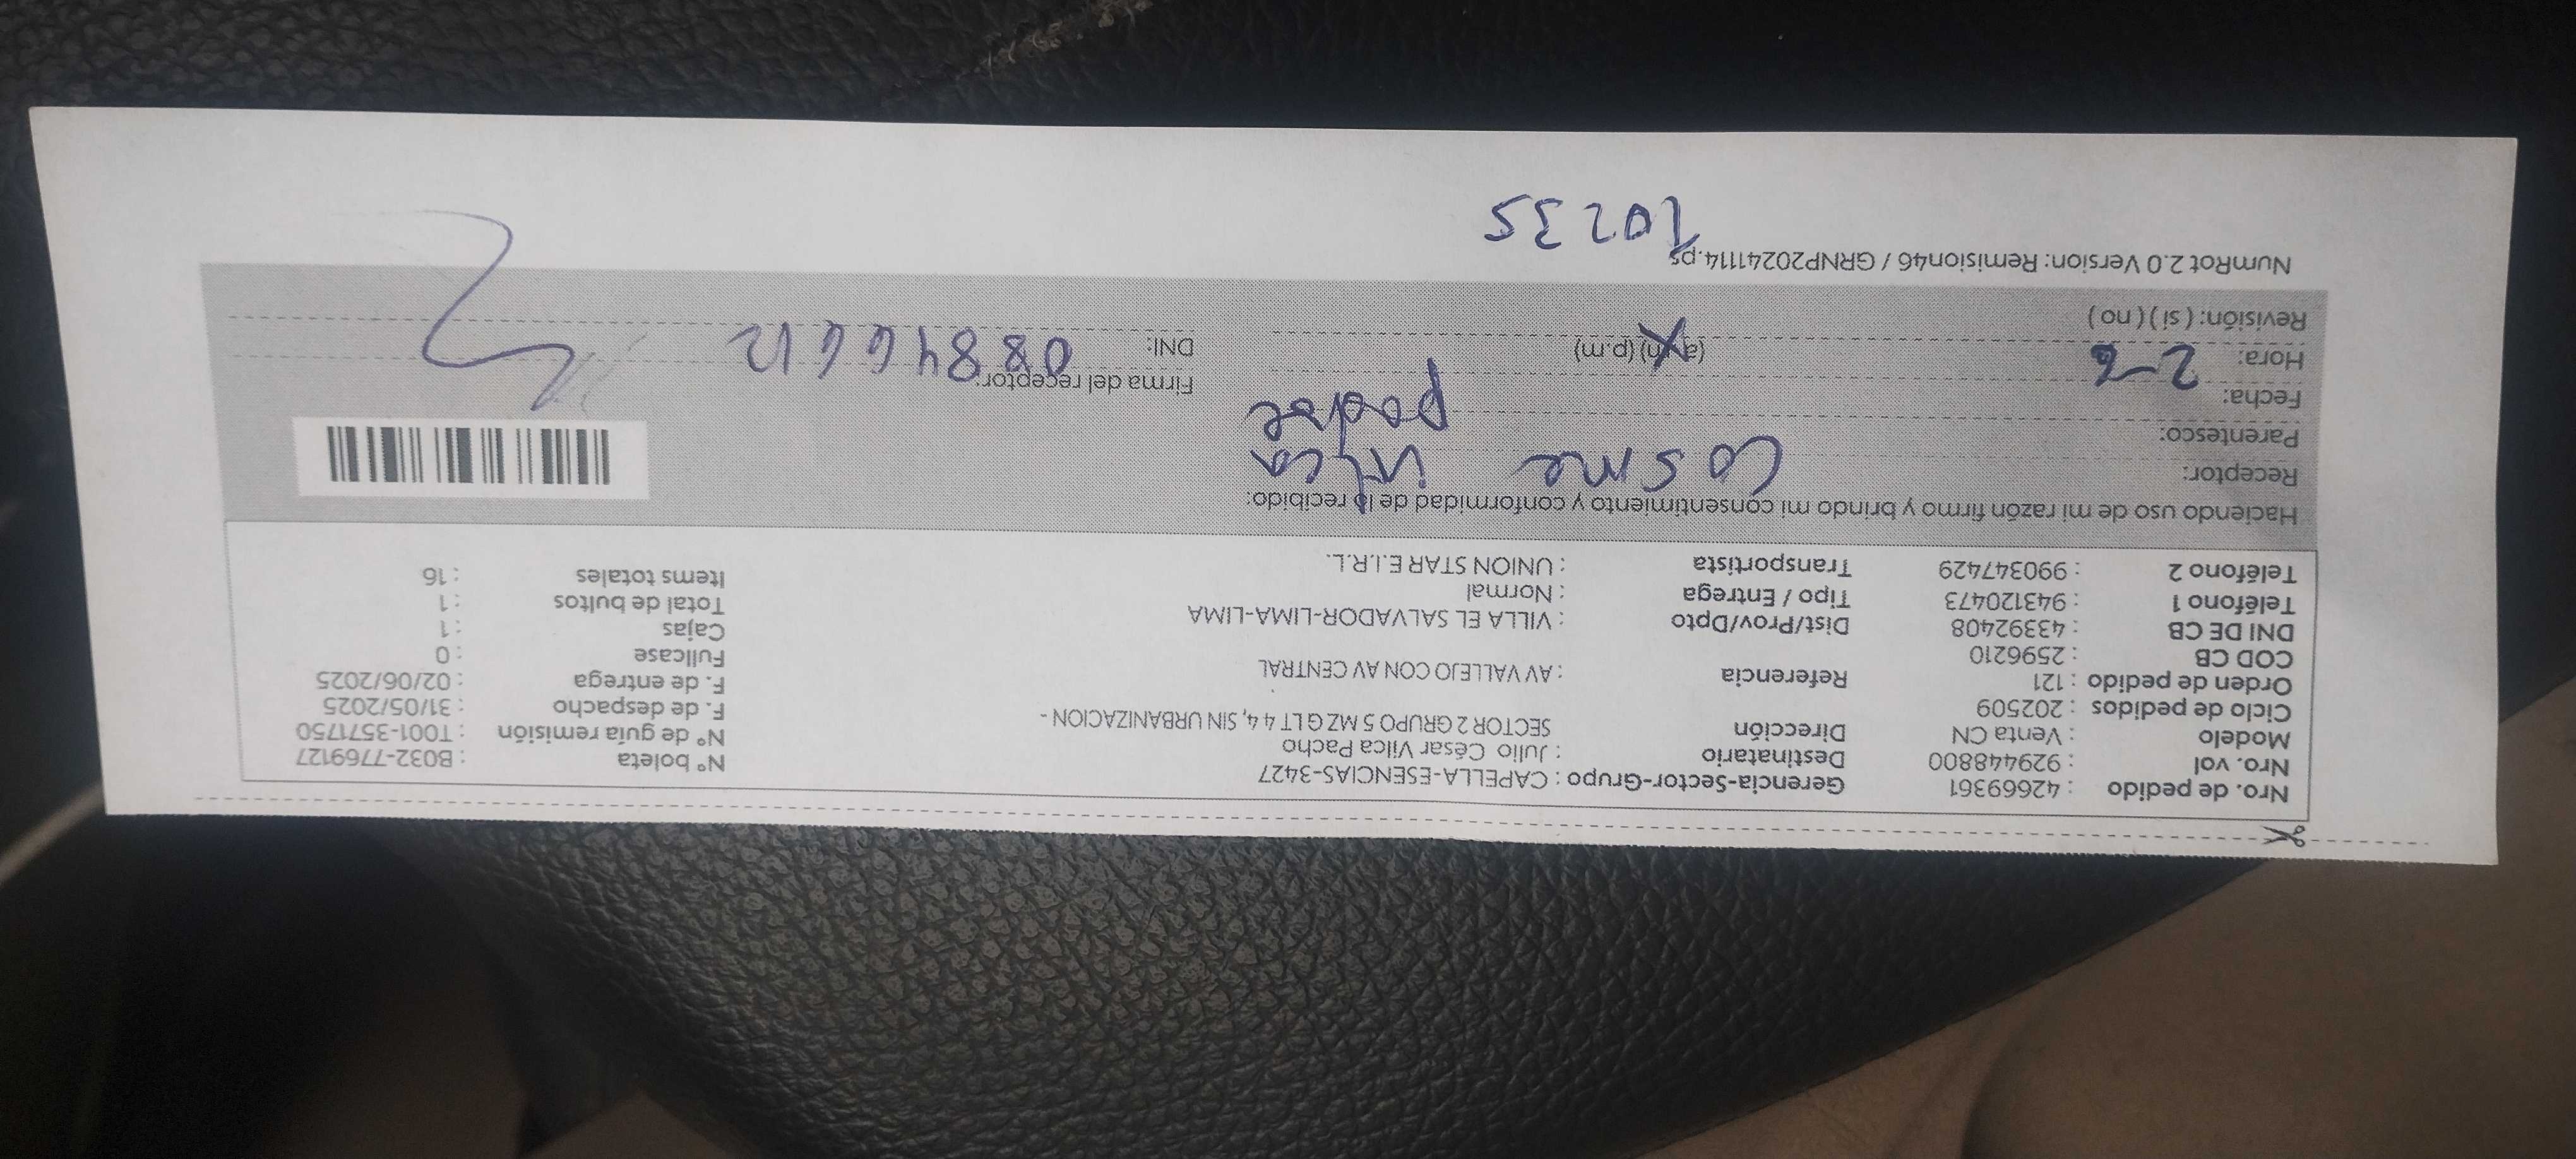 Nro. de pedido : 42669361 Gerencia-Sector-Grupo : CAPELLA-ESENCIAS-3427 N° boleta : B032-7769127
Nro. vol : 929448800 Destinatario : Julio César Vilca Pacho N° de guía remisión : T001-3571750
Modelo : Venta CN Dirección SECTOR 2 GRUPO 5 MZ G LT 4 4, SIN URBANIZACION - F. de despacho : 31/05/2025
Ciclo de pedidos : 202509 F. de entrega : 02/06/2025
Orden de pedido : 121 Referencia : AV VALLEJO CON AV CENTRAL Fullcase : 0
COD CB : 2596210 Cajas : 1
DNI DE CB : 43392408 Dist/Prov/Dpto : VILLA EL SALVADOR-LIMA-LIMA Total de bultos : 1
Teléfono 1 : 943120473 Tipo / Entrega : Normal Items totales : 16
Teléfono 2 : 990347429 Transportista : UNION STAR E.I.R.L.
Haciendo uso de mi razón firmo y brindo mi consentimiento y conformidad de lo recibido:
Receptor: Cosme Vilca
Parentesco: padre
Fecha: 2-6 Firma del receptor:
Hora: (a.m) (p.m) DNI: 08846612
Revisión: ( si ) ( no )
NumRot 2.0 Version: Remision46 / GRNP20241114.ps
70235